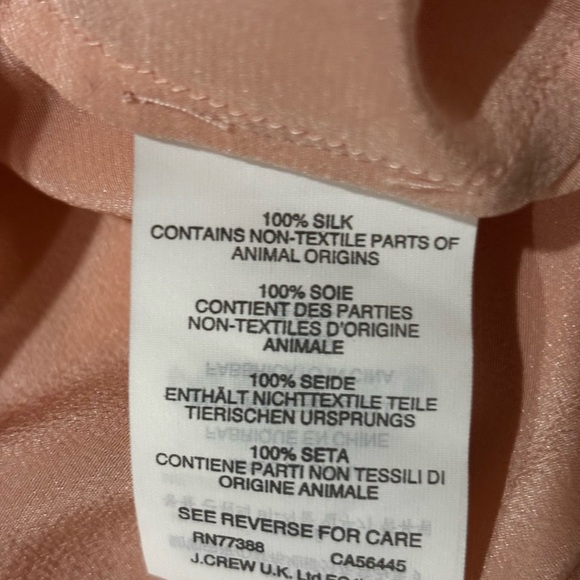 100% SILK
CONTAINS NON-TEXTILE PARTS OF
ANIMAL ORIGINS
100% SOIE
CONTIENT DES PARTIES
NON-TEXTILES D'ORIGINE
ANIMALE
100% SEIDE
ENTHÄLT NICHTTEXTILE TEILE
TIERISCHEN URSPRUNGS
100% SETA
CONTIENE PARTI NON TESSILI DI
ORIGINE ANIMALE
SEE REVERSE FOR CARE
RN77388 CA56445
J.CREW U.K. Ltd